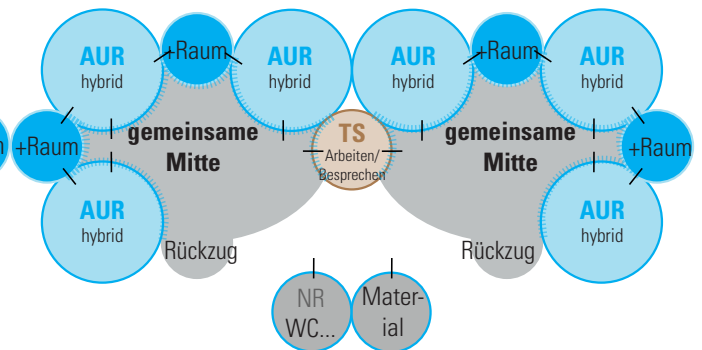 AUR
hybrid
+Raum
AUR
hybrid
AUR
hybrid
+Raum
AUR
hybrid
+Raum
gemeinsame
Mitte
TS
Arbeiten/
Besprechen
gemeinsame
Mitte
+Raum
AUR
hybrid
Rückzug
Rückzug
AUR
hybrid
NR
WC...
Mater-
ial